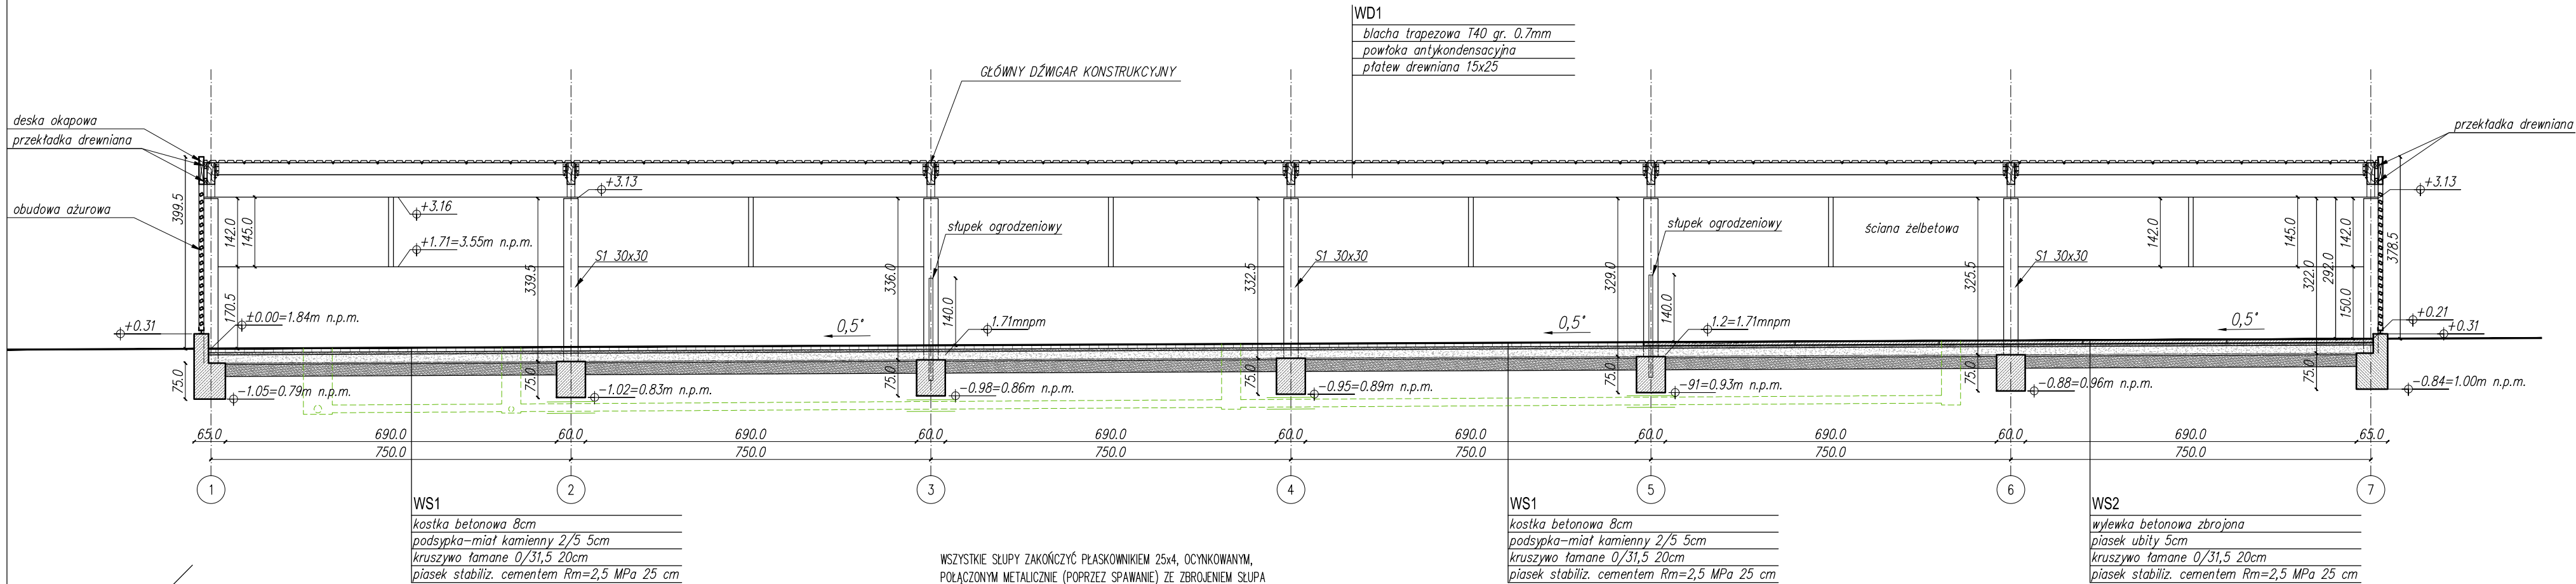 WD1
blacha trapezowa T40 gr. 0.7mm
powłoka antykondensacyjna
płatew drewniana 15x25
GŁÓWNY DŹWIGAR KONSTRUKCYJNY
deska okapowa
przekładka drewniana
przekładka drewniana
obudowa ażurowa
399.5
142.0
145.0
170.5
+3.16
+1.71=3.55m n.p.m.
±0.00=1.84m n.p.m.
+0.31
75.0
-1.05=0.79m n.p.m.
+3.13
S1 30x30
339.5
75.0
-1.02=0.83m n.p.m.
słupek ogrodzeniowy
336.0
140.0
0,5°
1.71mnpm
75.0
-0.98=0.86m n.p.m.
S1 30x30
332.5
75.0
-0.95=0.89m n.p.m.
słupek ogrodzeniowy
329.0
140.0
0,5°
1.2=1.71mnpm
75.0
-91=0.93m n.p.m.
ściana żelbetowa
S1 30x30
325.5
75.0
-0.88=0.96m n.p.m.
142.0
145.0
322.0
292.0
142.0
150.0
378.5
+3.13
0,5°
+0.21
+0.31
75.0
-0.84=1.00m n.p.m.
65.0 690.0 60.0 690.0 60.0 690.0 60.0 690.0 60.0 690.0 60.0 690.0 65.0
750.0 750.0 750.0 750.0 750.0 750.0
1 2 3 4 5 6 7
WS1
kostka betonowa 8cm
podsypka-miał kamienny 2/5 5cm
kruszywo łamane 0/31,5 20cm
piasek stabiliz. cementem Rm=2,5 MPa 25 cm
WSZYSTKIE SŁUPY ZAKOŃCZYĆ PŁASKOWNIKIEM 25x4, OCYNKOWANYM,
POŁĄCZONYM METALICZNIE (POPRZEZ SPAWANIE) ZE ZBROJENIEM SŁUPA
WS1
kostka betonowa 8cm
podsypka-miał kamienny 2/5 5cm
kruszywo łamane 0/31,5 20cm
piasek stabiliz. cementem Rm=2,5 MPa 25 cm
WS2
wylewka betonowa zbrojona
piasek ubity 5cm
kruszywo łamane 0/31,5 20cm
piasek stabiliz. cementem Rm=2,5 MPa 25 cm